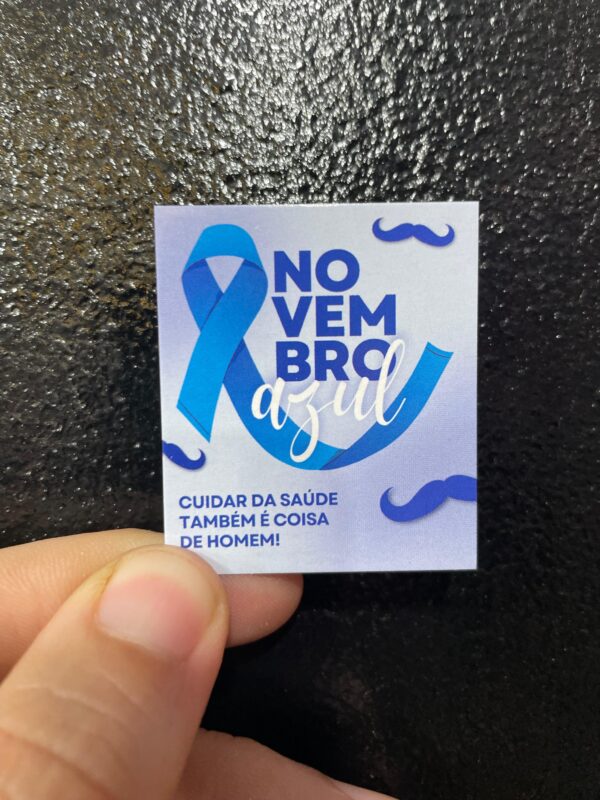 NO
VEM
BRO
azul
CUIDAR DA SAÚDE
TAMBÉM É COISA
DE HOMEM!